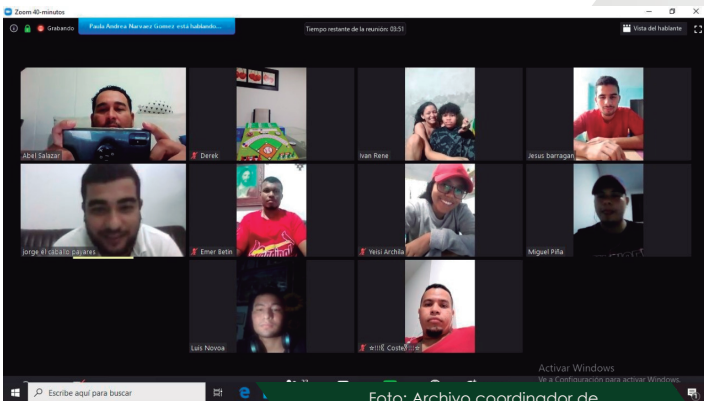 Zoom 40-minutos
Grabando
Paula Andrea Narvaez Gomez está hablando...
Tiempo restante de la reunión: 03:51
Vista del hablante
Abel Salazar
Derek
Ivan Rene
Jesus barragan
jorge el caballo payares
Emer Betin
Yeisi Archila
Miguel Piña
Luis Novoa
Activar Windows
Ve a Configuración para activar Windows.
Escribe aquí para buscar
Foto: Archivo coordinador de